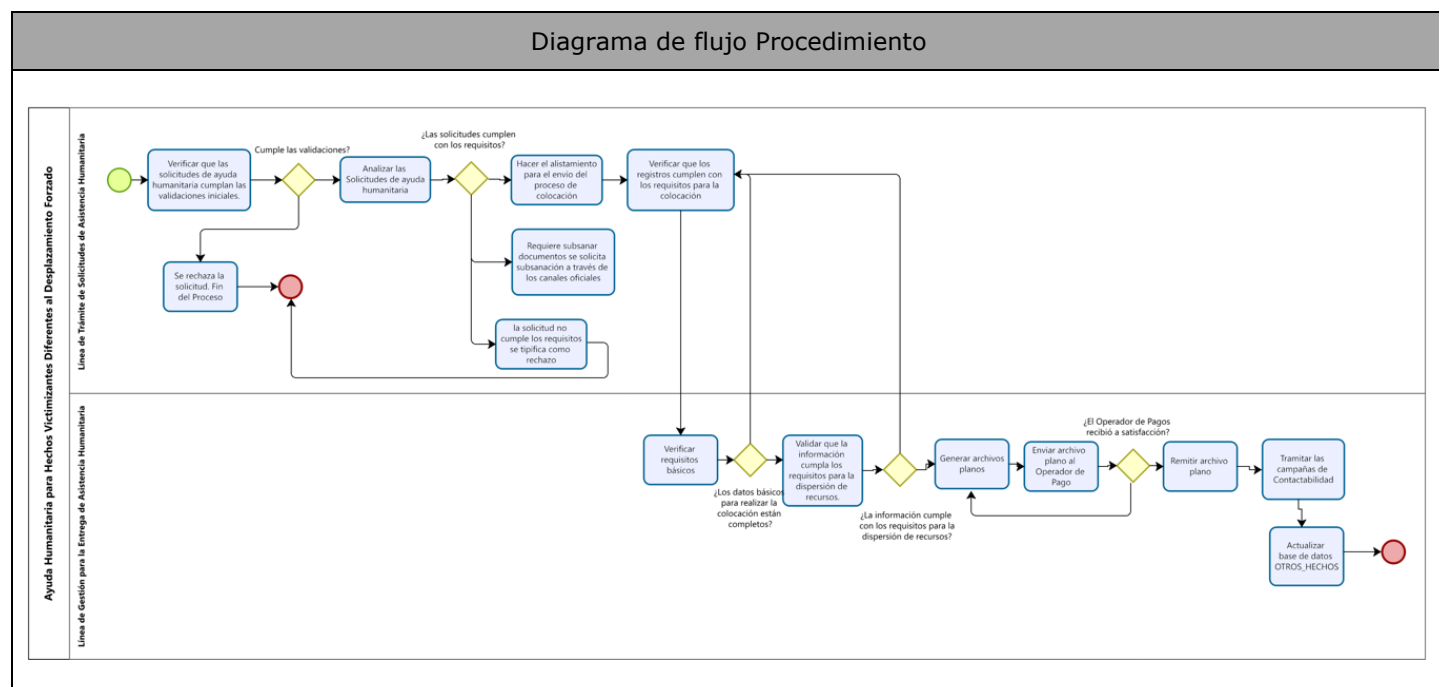 Diagrama de flujo Procedimiento
Ayuda Humanitaria para Hechos Victimizantes Diferentes al Desplazamiento Forzado
Línea de Trámite de Solicitudes de Asistencia Humanitaria
Verificar que las
solicitudes de ayuda
humanitaria cumplan las
validaciones iniciales.
Cumple las validaciones?
Analizar las
Solicitudes de ayuda
humanitaria
¿Las solicitudes cumplen
con los requisitos?
Hacer el alistamiento
para el envío del
proceso de
colocación
Verificar que los
registros cumplen con
los requisitos para la
colocación
Requiere subsanar
documentos se solicita
subsanación a través de
los canales oficiales
Se rechaza la
solicitud. Fin
del Proceso
la solicitud no
cumple los requisitos
se tipifica como
rechazo
Línea de Gestión para la Entrega de Asistencia Humanitaria
Verificar
requisitos
básicos
¿Los datos básicos
para realizar la
colocación están
completos?
Validar que la
información
cumpla los
requisitos para la
dispersión de
recursos.
¿La información cumple
con los requisitos para la
dispersión de recursos?
Generar archivos
planos
Enviar archivo
plano al
Operador de
Pago
¿El Operador de Pagos
recibió a satisfacción?
Remitir archivo
plano
Tramitar las
campañas de
Contactabilidad
Actualizar
base de datos
OTROS_HECHOS